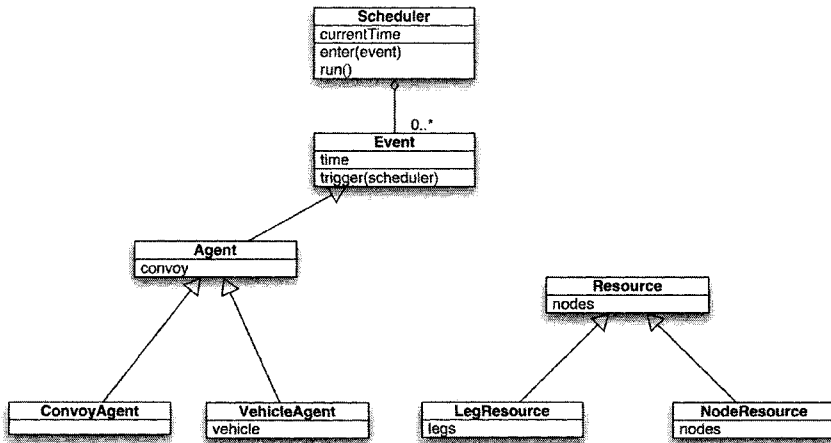 Scheduler
currentTime
enter(event)
run()
0..*
Event
time
trigger(scheduler)
Agent
convoy
Resource
nodes
ConvoyAgent
VehicleAgent
vehicle
LegResource
legs
NodeResource
nodes